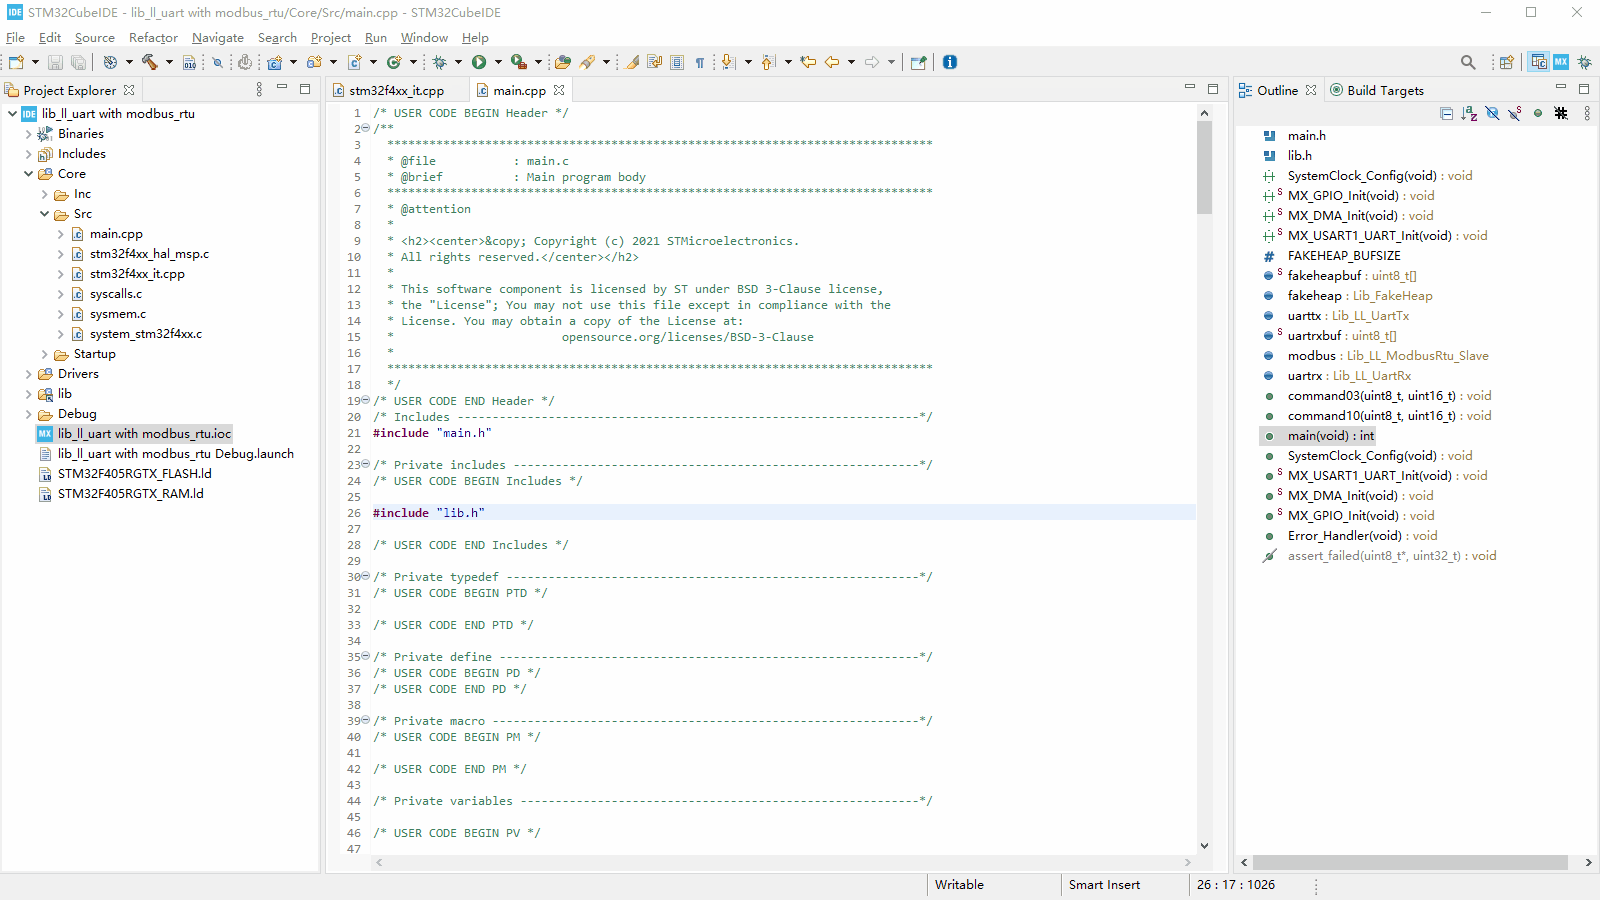 STM32CubeIDE - lib_ll_uart with modbus_rtu/Core/Src/main.cpp - STM32CubeIDE
File Edit Source Refactor Navigate Search Project Run Window Help
Project Explorer
lib_ll_uart with modbus_rtu
Binaries
Includes
Core
Inc
Src
main.cpp
stm32f4xx_hal_msp.c
stm32f4xx_it.cpp
syscalls.c
sysmem.c
system_stm32f4xx.c
Startup
Drivers
lib
Debug
lib_ll_uart with modbus_rtu.ioc
lib_ll_uart with modbus_rtu Debug.launch
STM32F405RGTX_FLASH.ld
STM32F405RGTX_RAM.ld
stm32f4xx_it.cpp main.cpp
1 /* USER CODE BEGIN Header */
2 /**
3 ******************************************************************************
4 * @file : main.c
5 * @brief : Main program body
6 ******************************************************************************
7 * @attention
8 *
9 * <h2><center>&copy; Copyright (c) 2021 STMicroelectronics.
10 * All rights reserved.</center></h2>
11 *
12 * This software component is licensed by ST under BSD 3-Clause license,
13 * the "License"; You may not use this file except in compliance with the
14 * License. You may obtain a copy of the License at:
15 * opensource.org/licenses/BSD-3-Clause
16 *
17 ******************************************************************************
18 */
19 /* USER CODE END Header */
20 /* Includes ------------------------------------------------------------------*/
21 #include "main.h"
22
23 /* Private includes ----------------------------------------------------------*/
24 /* USER CODE BEGIN Includes */
25
26 #include "lib.h"
27
28 /* USER CODE END Includes */
29
30 /* Private typedef -----------------------------------------------------------*/
31 /* USER CODE BEGIN PTD */
32
33 /* USER CODE END PTD */
34
35 /* Private define ------------------------------------------------------------*/
36 /* USER CODE BEGIN PD */
37 /* USER CODE END PD */
38
39 /* Private macro -------------------------------------------------------------*/
40 /* USER CODE BEGIN PM */
41
42 /* USER CODE END PM */
43
44 /* Private variables ---------------------------------------------------------*/
45
46 /* USER CODE BEGIN PV */
47
Outline Build Targets
main.h
lib.h
SystemClock_Config(void) : void
MX_GPIO_Init(void) : void
MX_DMA_Init(void) : void
MX_USART1_UART_Init(void) : void
FAKEHEAP_BUFSIZE
fakeheapbuf : uint8_t[]
fakeheap : Lib_FakeHeap
uarttx : Lib_LL_UartTx
uartrxbuf : uint8_t[]
modbus : Lib_LL_ModbusRtu_Slave
uartrx : Lib_LL_UartRx
command03(uint8_t, uint16_t) : void
command10(uint8_t, uint16_t) : void
main(void) : int
SystemClock_Config(void) : void
MX_USART1_UART_Init(void) : void
MX_DMA_Init(void) : void
MX_GPIO_Init(void) : void
Error_Handler(void) : void
assert_failed(uint8_t*, uint32_t) : void
Writable Smart Insert 26 : 17 : 1026